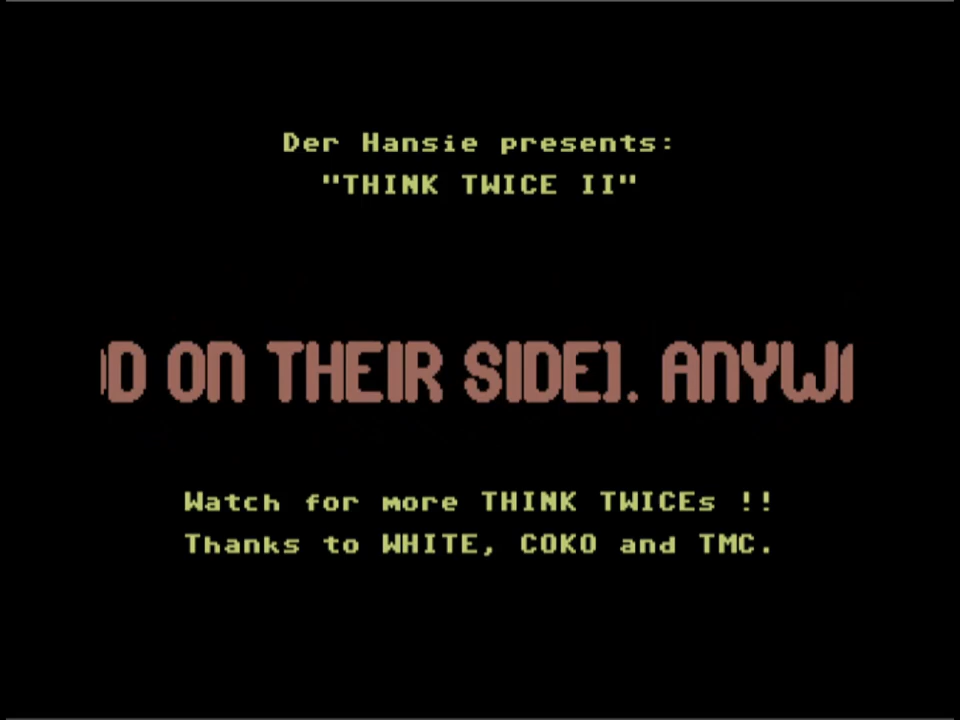 Der Hansie presents:
"THINK TWICE II"
D ON THEIR SIDE]. ANYW
Watch for more THINK TWICEs !!
Thanks to WHITE, COKO and TMC.